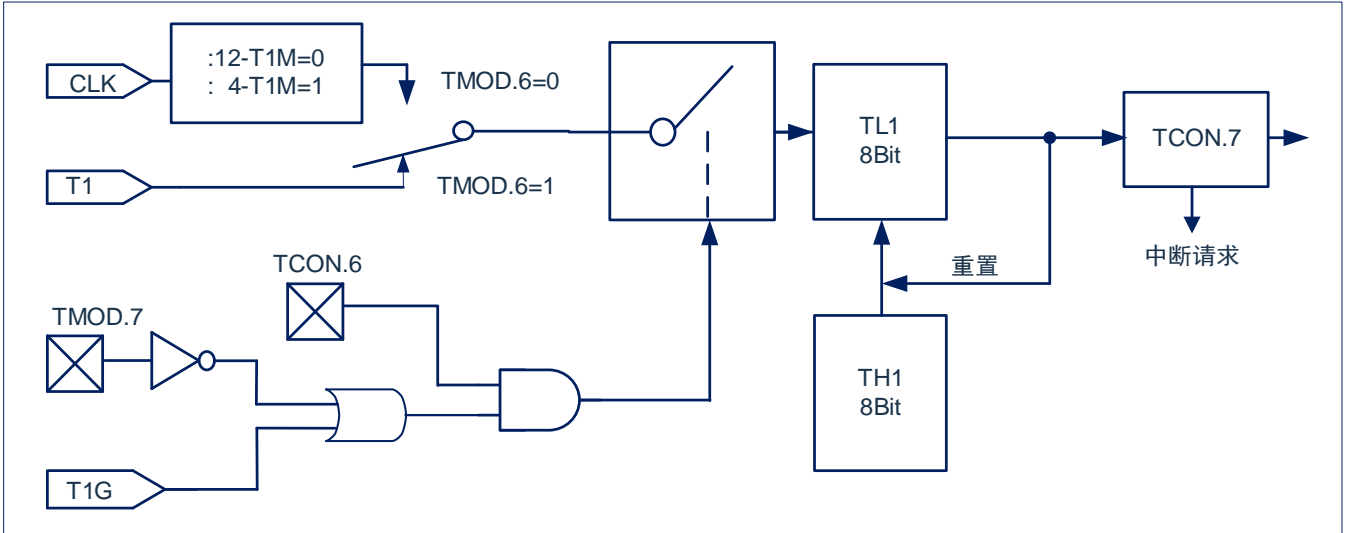 CLK
:12-T1M=0
: 4-T1M=1
TMOD.6=0
T1
TMOD.6=1
TL1
8Bit
TCON.7
中断请求
重置
TCON.6
TMOD.7
TH1
8Bit
T1G